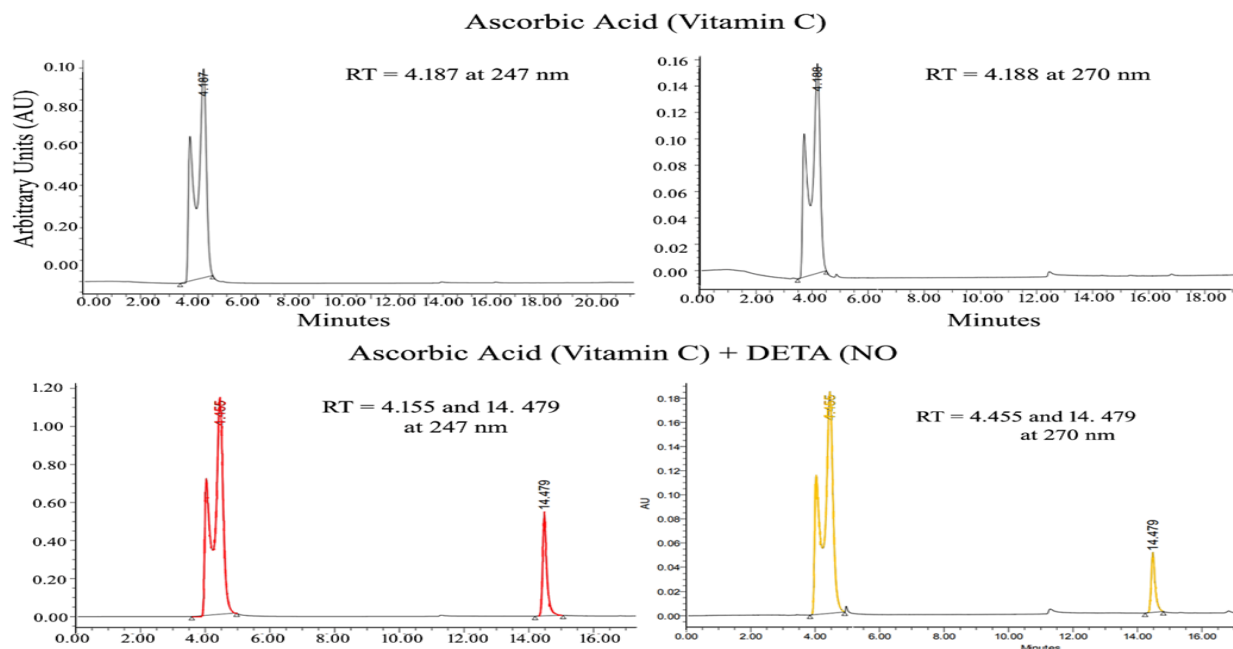 Ascorbic Acid (Vitamin C)
RT = 4.187 at 247 nm
4.187
Arbitrary Units (AU)
0.10
0.80
0.60
0.40
0.20
0.00
0.00 2.00 4.00 6.00 8.00 10.00 12.00 14.00 16.00 20.00
Minutes
RT = 4.188 at 270 nm
4.188
0.16
0.14
0.12
0.10
0.08
0.06
0.04
0.02
0.00
0.00 2.00 4.00 6.00 8.00 10.00 12.00 14.00 16.00 18.00
Minutes
Ascorbic Acid (Vitamin C) + DETA (NO
RT = 4.155 and 14. 479
at 247 nm
4.455
14.479
1.20
1.00
0.80
0.60
0.40
0.20
0.00
0.00 2.00 4.00 6.00 8.00 10.00 12.00 14.00 16.00
RT = 4.455 and 14. 479
at 270 nm
4.455
14.479
AU
0.18
0.16
0.14
0.12
0.10
0.08
0.06
0.04
0.02
0.00
0.00 2.00 4.00 6.00 8.00 10.00 12.00 14.00 16.00
Minutes